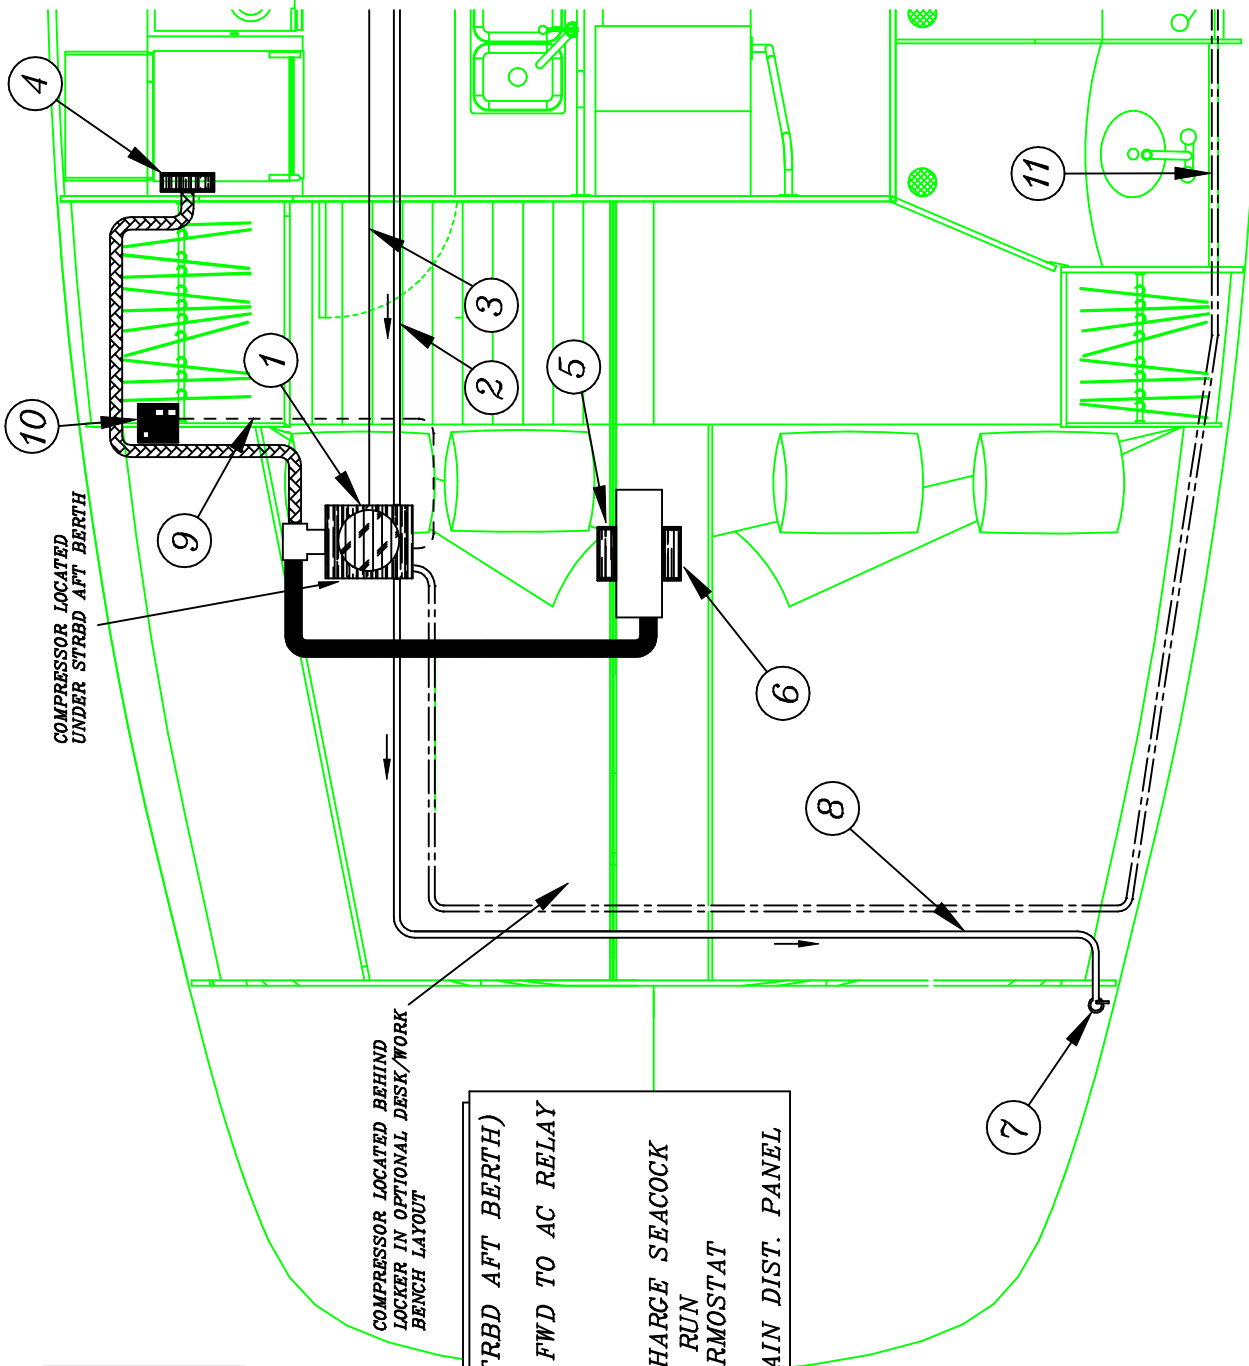 4
10
9
1
3
2
5
6
11
8
7
COMPRESSOR LOCATED
UNDER STRBD AFT BERTH
COMPRESSOR LOCATED BEHIND
LOCKER IN OPTIONAL DESK/WORK
BENCH LAYOUT
TRBD AFT BERTH)
FWD TO AC RELAY
HARGE SEACOCK
RUN
RMOSTAT
AIN DIST. PANEL